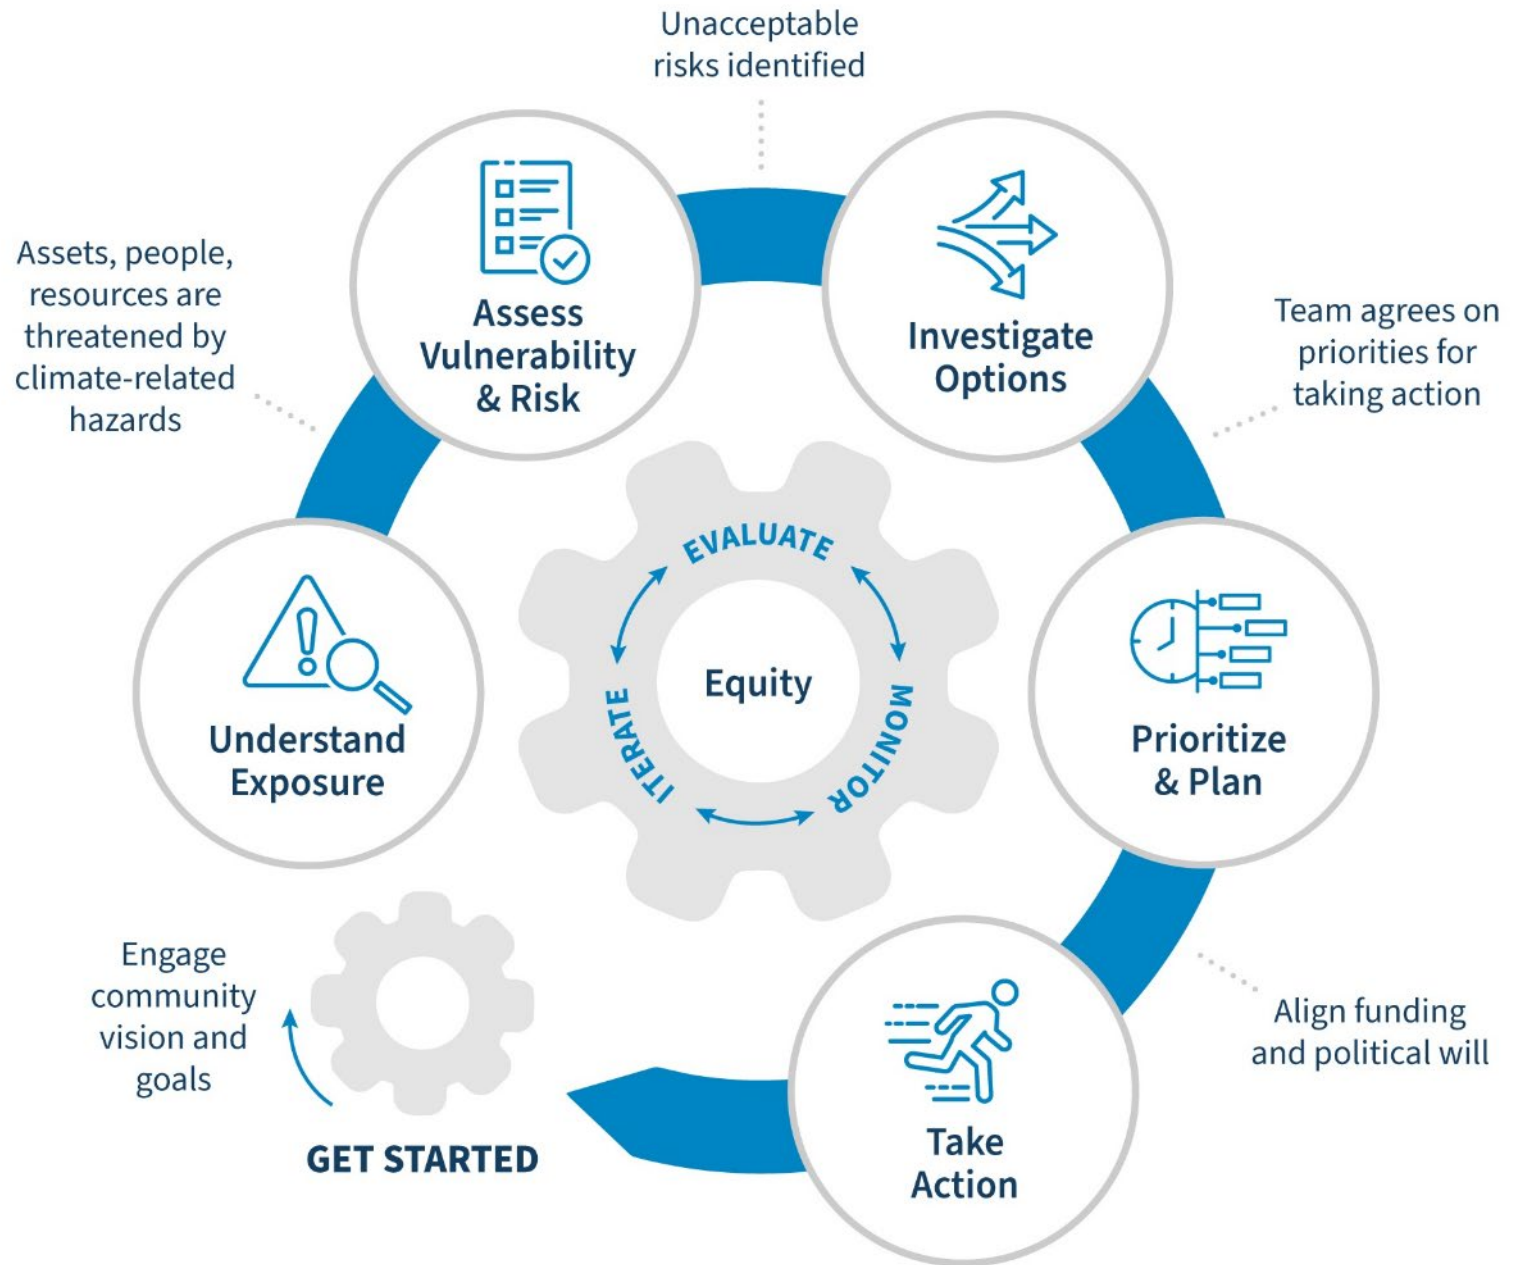 Unacceptable
risks identified
Assess
Vulnerability
& Risk
Investigate
Options
Assets, people,
resources are
threatened by
climate-related
hazards
Team agrees on
priorities for
taking action
EVALUATE
MONITOR
ITERATE
Equity
Understand
Exposure
Prioritize
& Plan
Engage
community
vision and
goals
GET STARTED
Align funding
and political will
Take
Action